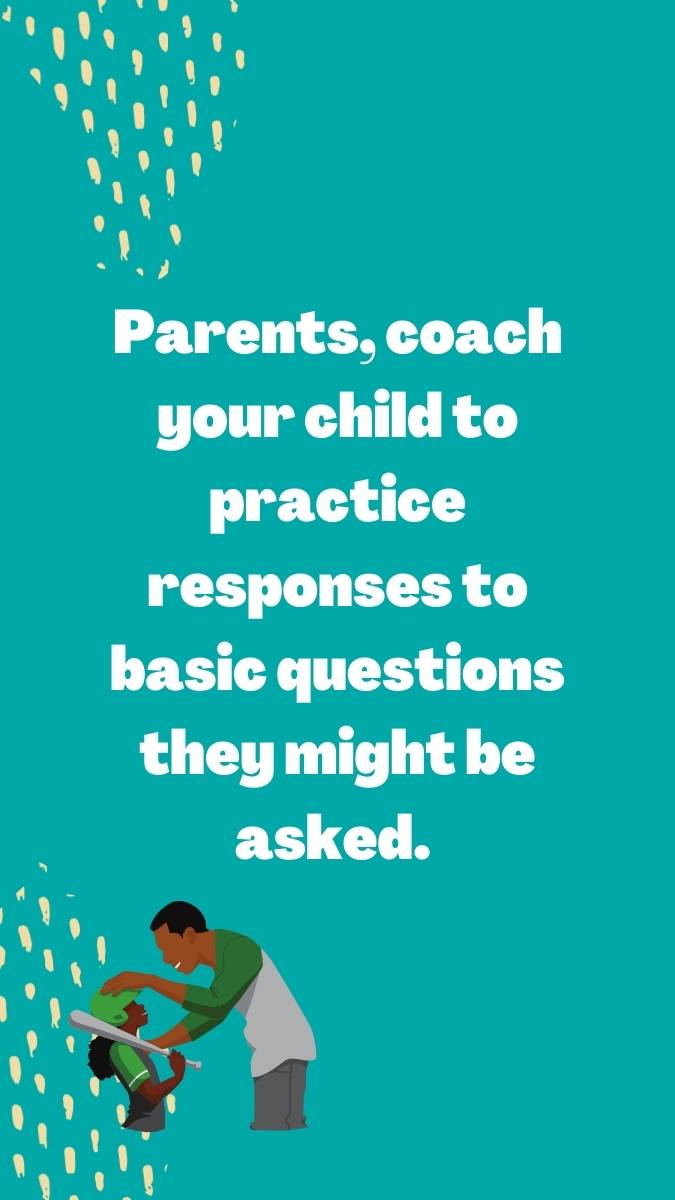 Parents, coach
your child to
practice
responses to
basic questions
they might be
asked.